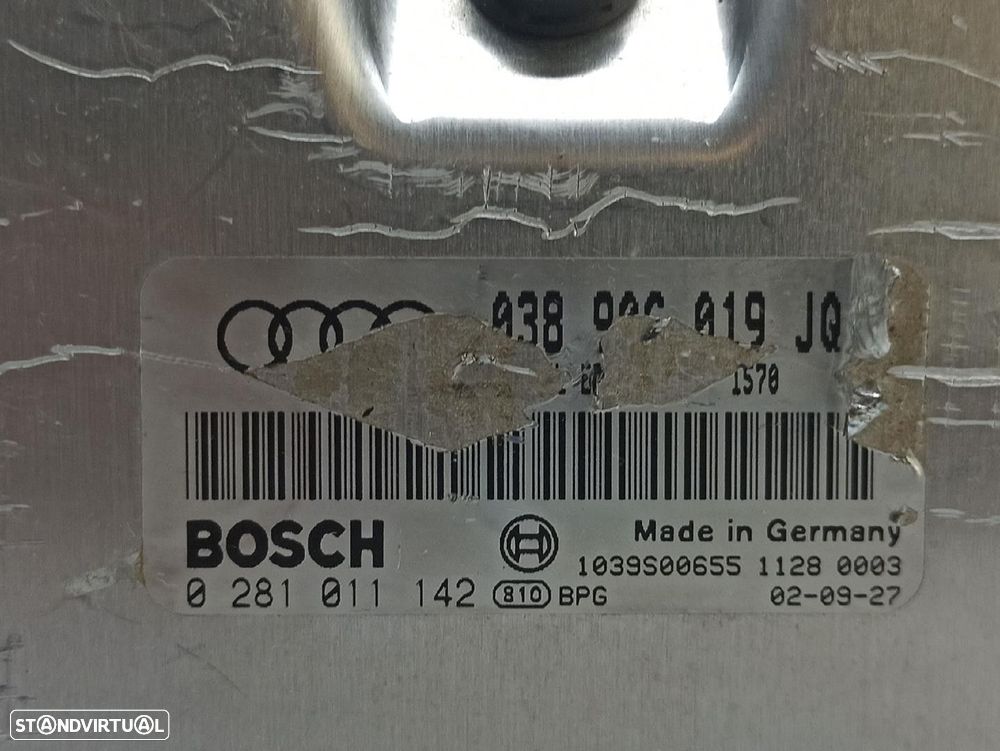 038 906 019 JQ
1570
BOSCH
Made in Germany
1039S00655 1128 0003
0 281 011 142 810 BPG 02-09-27
STANDVIRTUAL